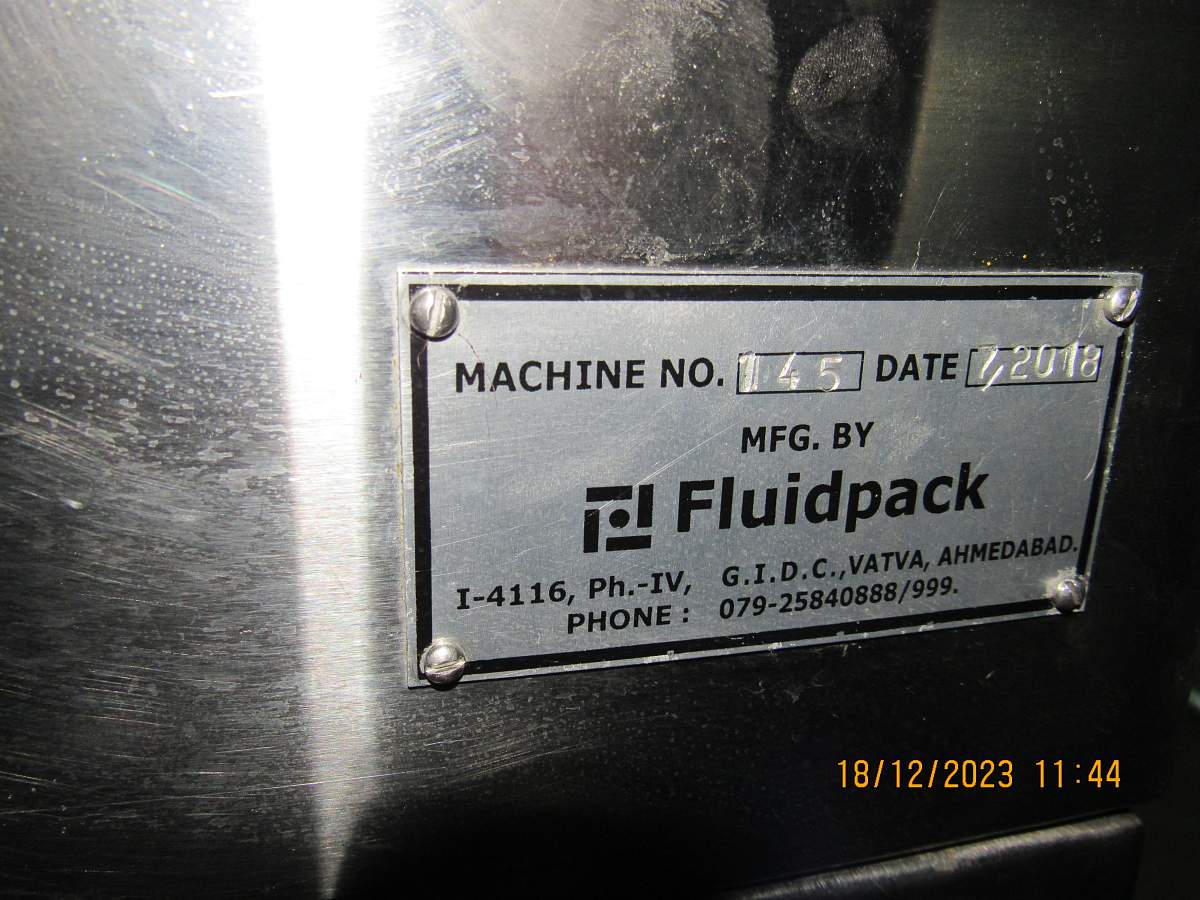 MACHINE NO. 145 DATE 7/2018
MFG. BY
Fluidpack
I-4116, Ph.-IV, G.I.D.C.,VATVA, AHMEDABAD.
PHONE : 079-25840888/999.
18/12/2023 11:44